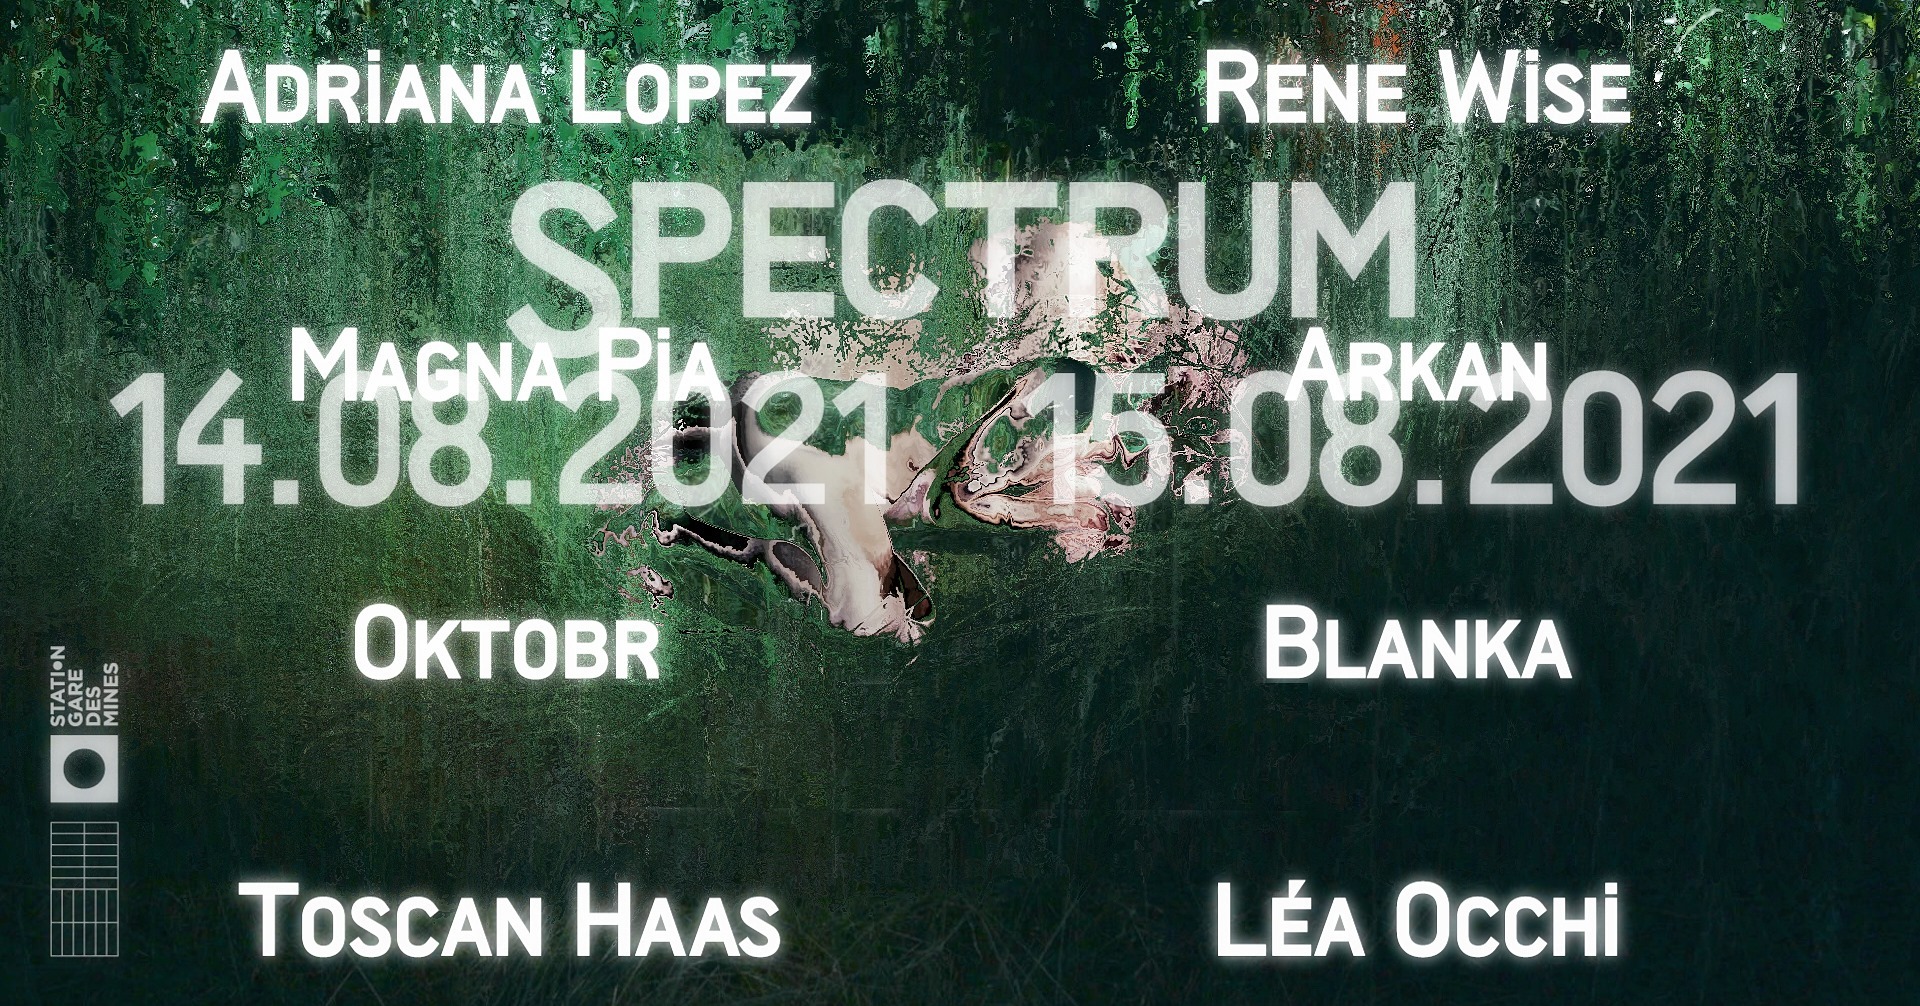 Adriana Lopez
Rene Wise
SPECTRUM
Magna Pia
Arkan
14.08.2021
15.08.2021
Oktobr
Blanka
STATION
GARE
DES
MINES
Toscan Haas
Léa Occhi